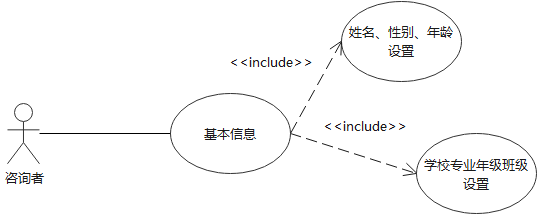 姓名、性别、年龄
设置
<<include>>
<<include>>
基本信息
学校专业年级班级
设置
咨询者